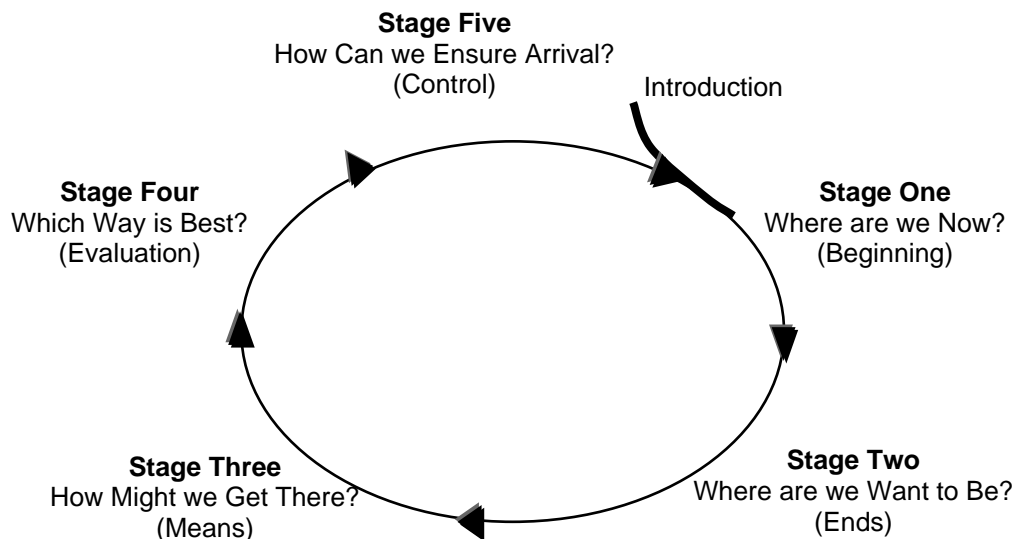 Stage Five
How Can we Ensure Arrival?
(Control)
Introduction
Stage Four
Which Way is Best?
(Evaluation)
Stage One
Where are we Now?
(Beginning)
Stage Three
How Might we Get There?
(Means)
Stage Two
Where are we Want to Be?
(Ends)